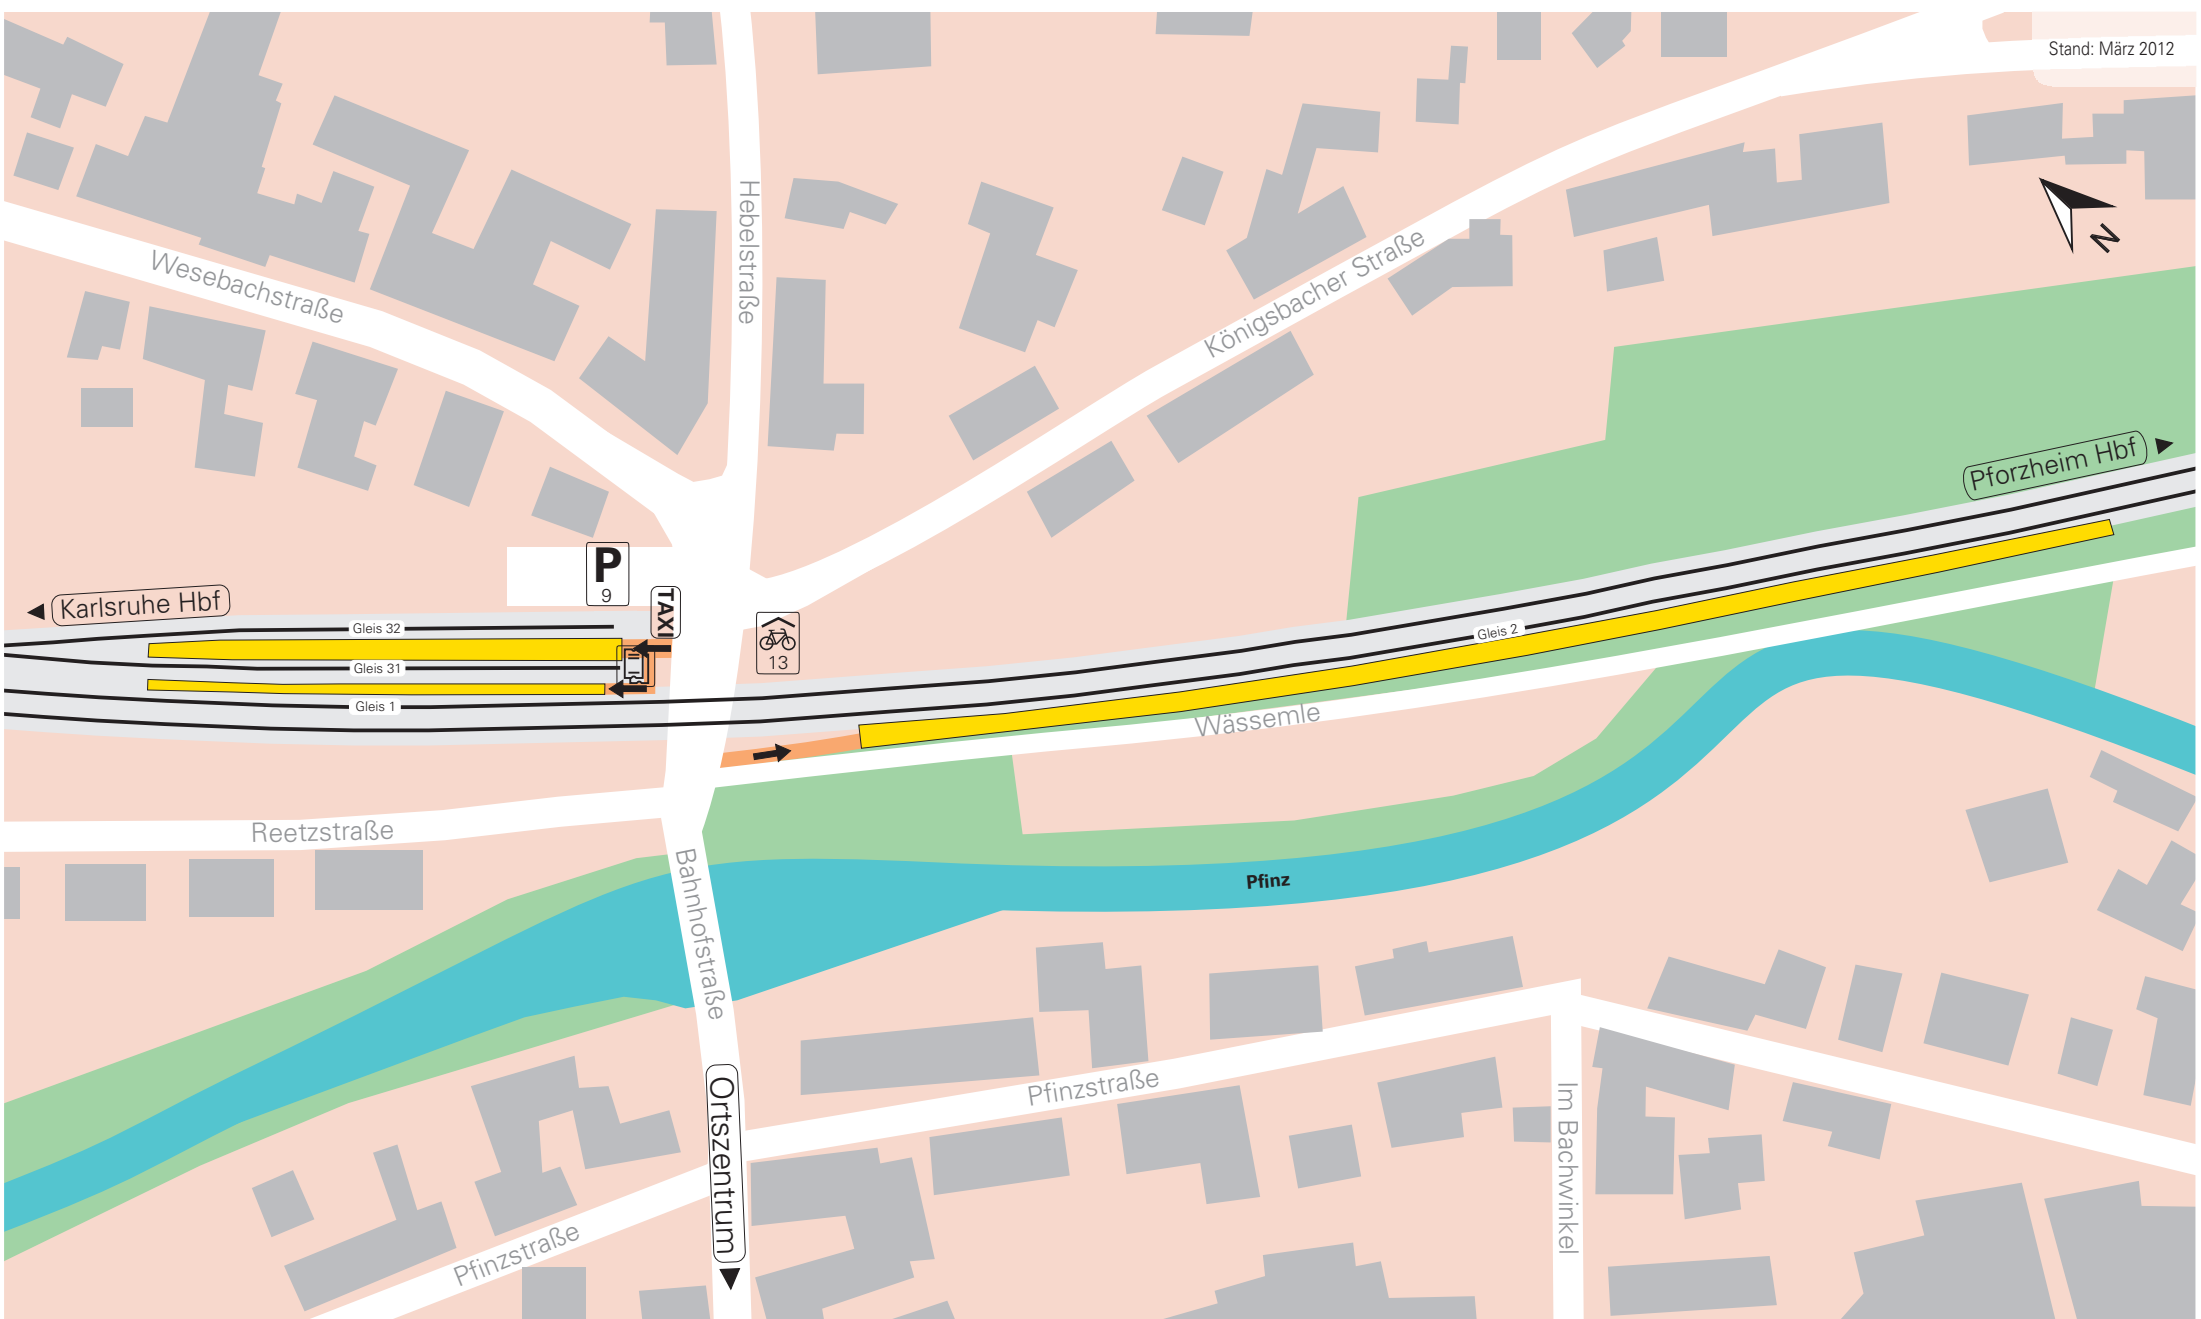 Stand: März 2012
N
Hebelstraße
Wesebachstraße
Königsbacher Straße
Pforzheim Hbf
P
9
TAXI
Karlsruhe Hbf
13
Gleis 32
Gleis 31
Gleis 1
Gleis 2
Wässemle
Reetzstraße
Bahnhofstraße
Pfinz
Ortszentrum
Pfinzstraße
Im Bachwinkel
Pfinzstraße